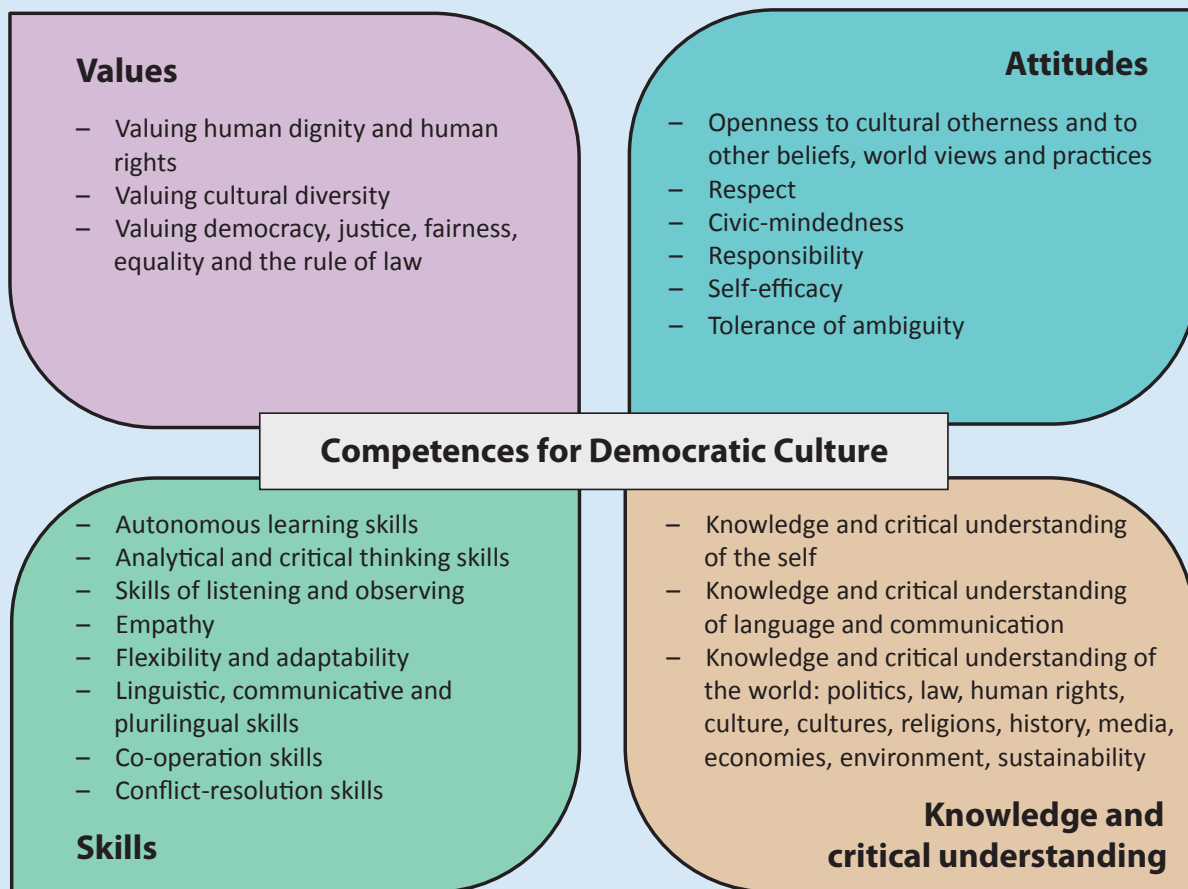 Values
– Valuing human dignity and human
rights
– Valuing cultural diversity
– Valuing democracy, justice, fairness,
equality and the rule of law
Attitudes
– Openness to cultural otherness and to
other beliefs, world views and practices
– Respect
– Civic-mindedness
– Responsibility
– Self-efficacy
– Tolerance of ambiguity
Competences for Democratic Culture
– Autonomous learning skills
– Analytical and critical thinking skills
– Skills of listening and observing
– Empathy
– Flexibility and adaptability
– Linguistic, communicative and
plurilingual skills
– Co-operation skills
– Conflict-resolution skills
Skills
– Knowledge and critical understanding
of the self
– Knowledge and critical understanding
of language and communication
– Knowledge and critical understanding of
the world: politics, law, human rights,
culture, cultures, religions, history, media,
economies, environment, sustainability
Knowledge and
critical understanding